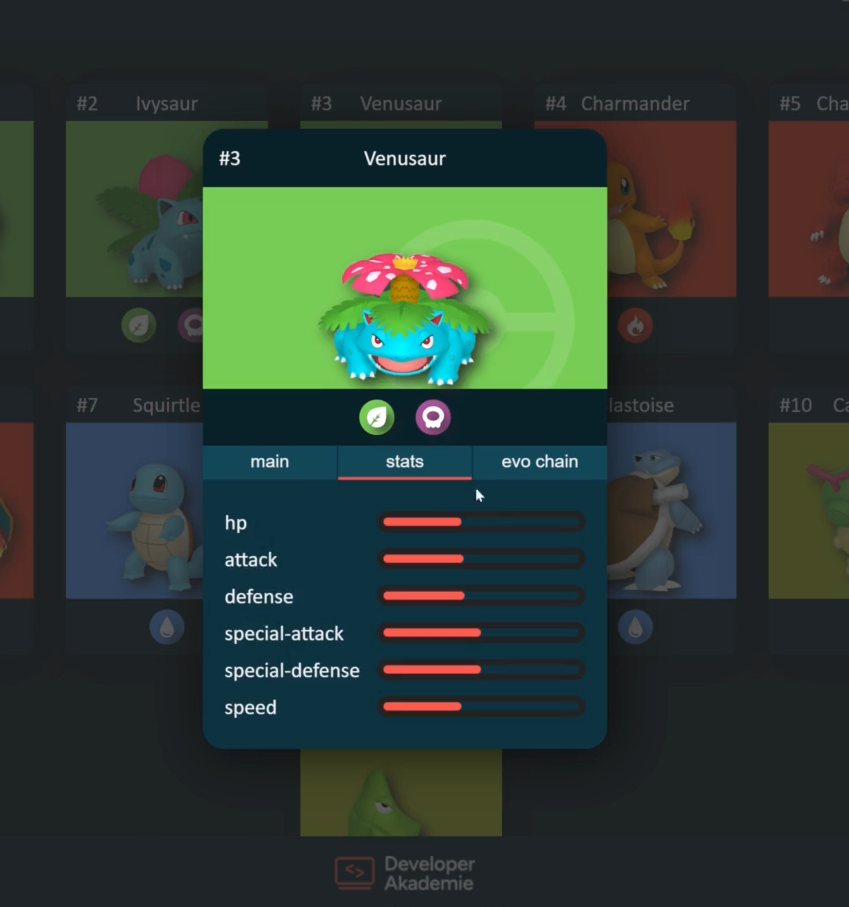 #2 Ivysaur
#3 Venusaur
#4 Charmander
#5 Cha
#3 Venusaur
#7 Squirtle
lastoise
#10 Ca
main
stats
evo chain
hp
attack
defense
special-attack
special-defense
speed
<>
Developer
Akademie